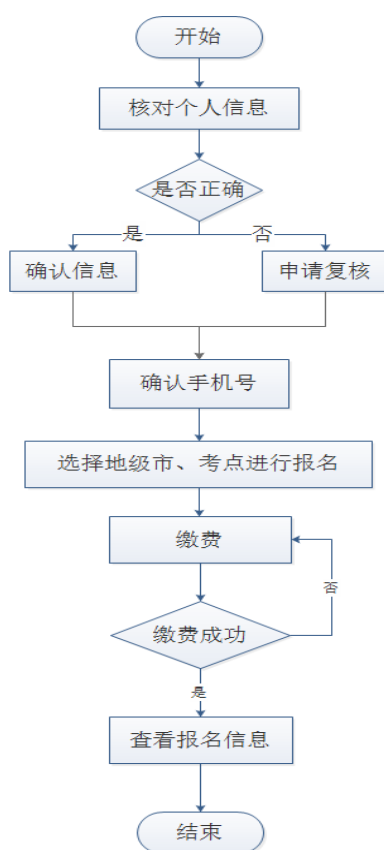 开始
核对个人信息
是否正确
是
否
确认信息
申请复核
确认手机号
选择地级市、考点进行报名
缴费
否
缴费成功
是
查看报名信息
结束